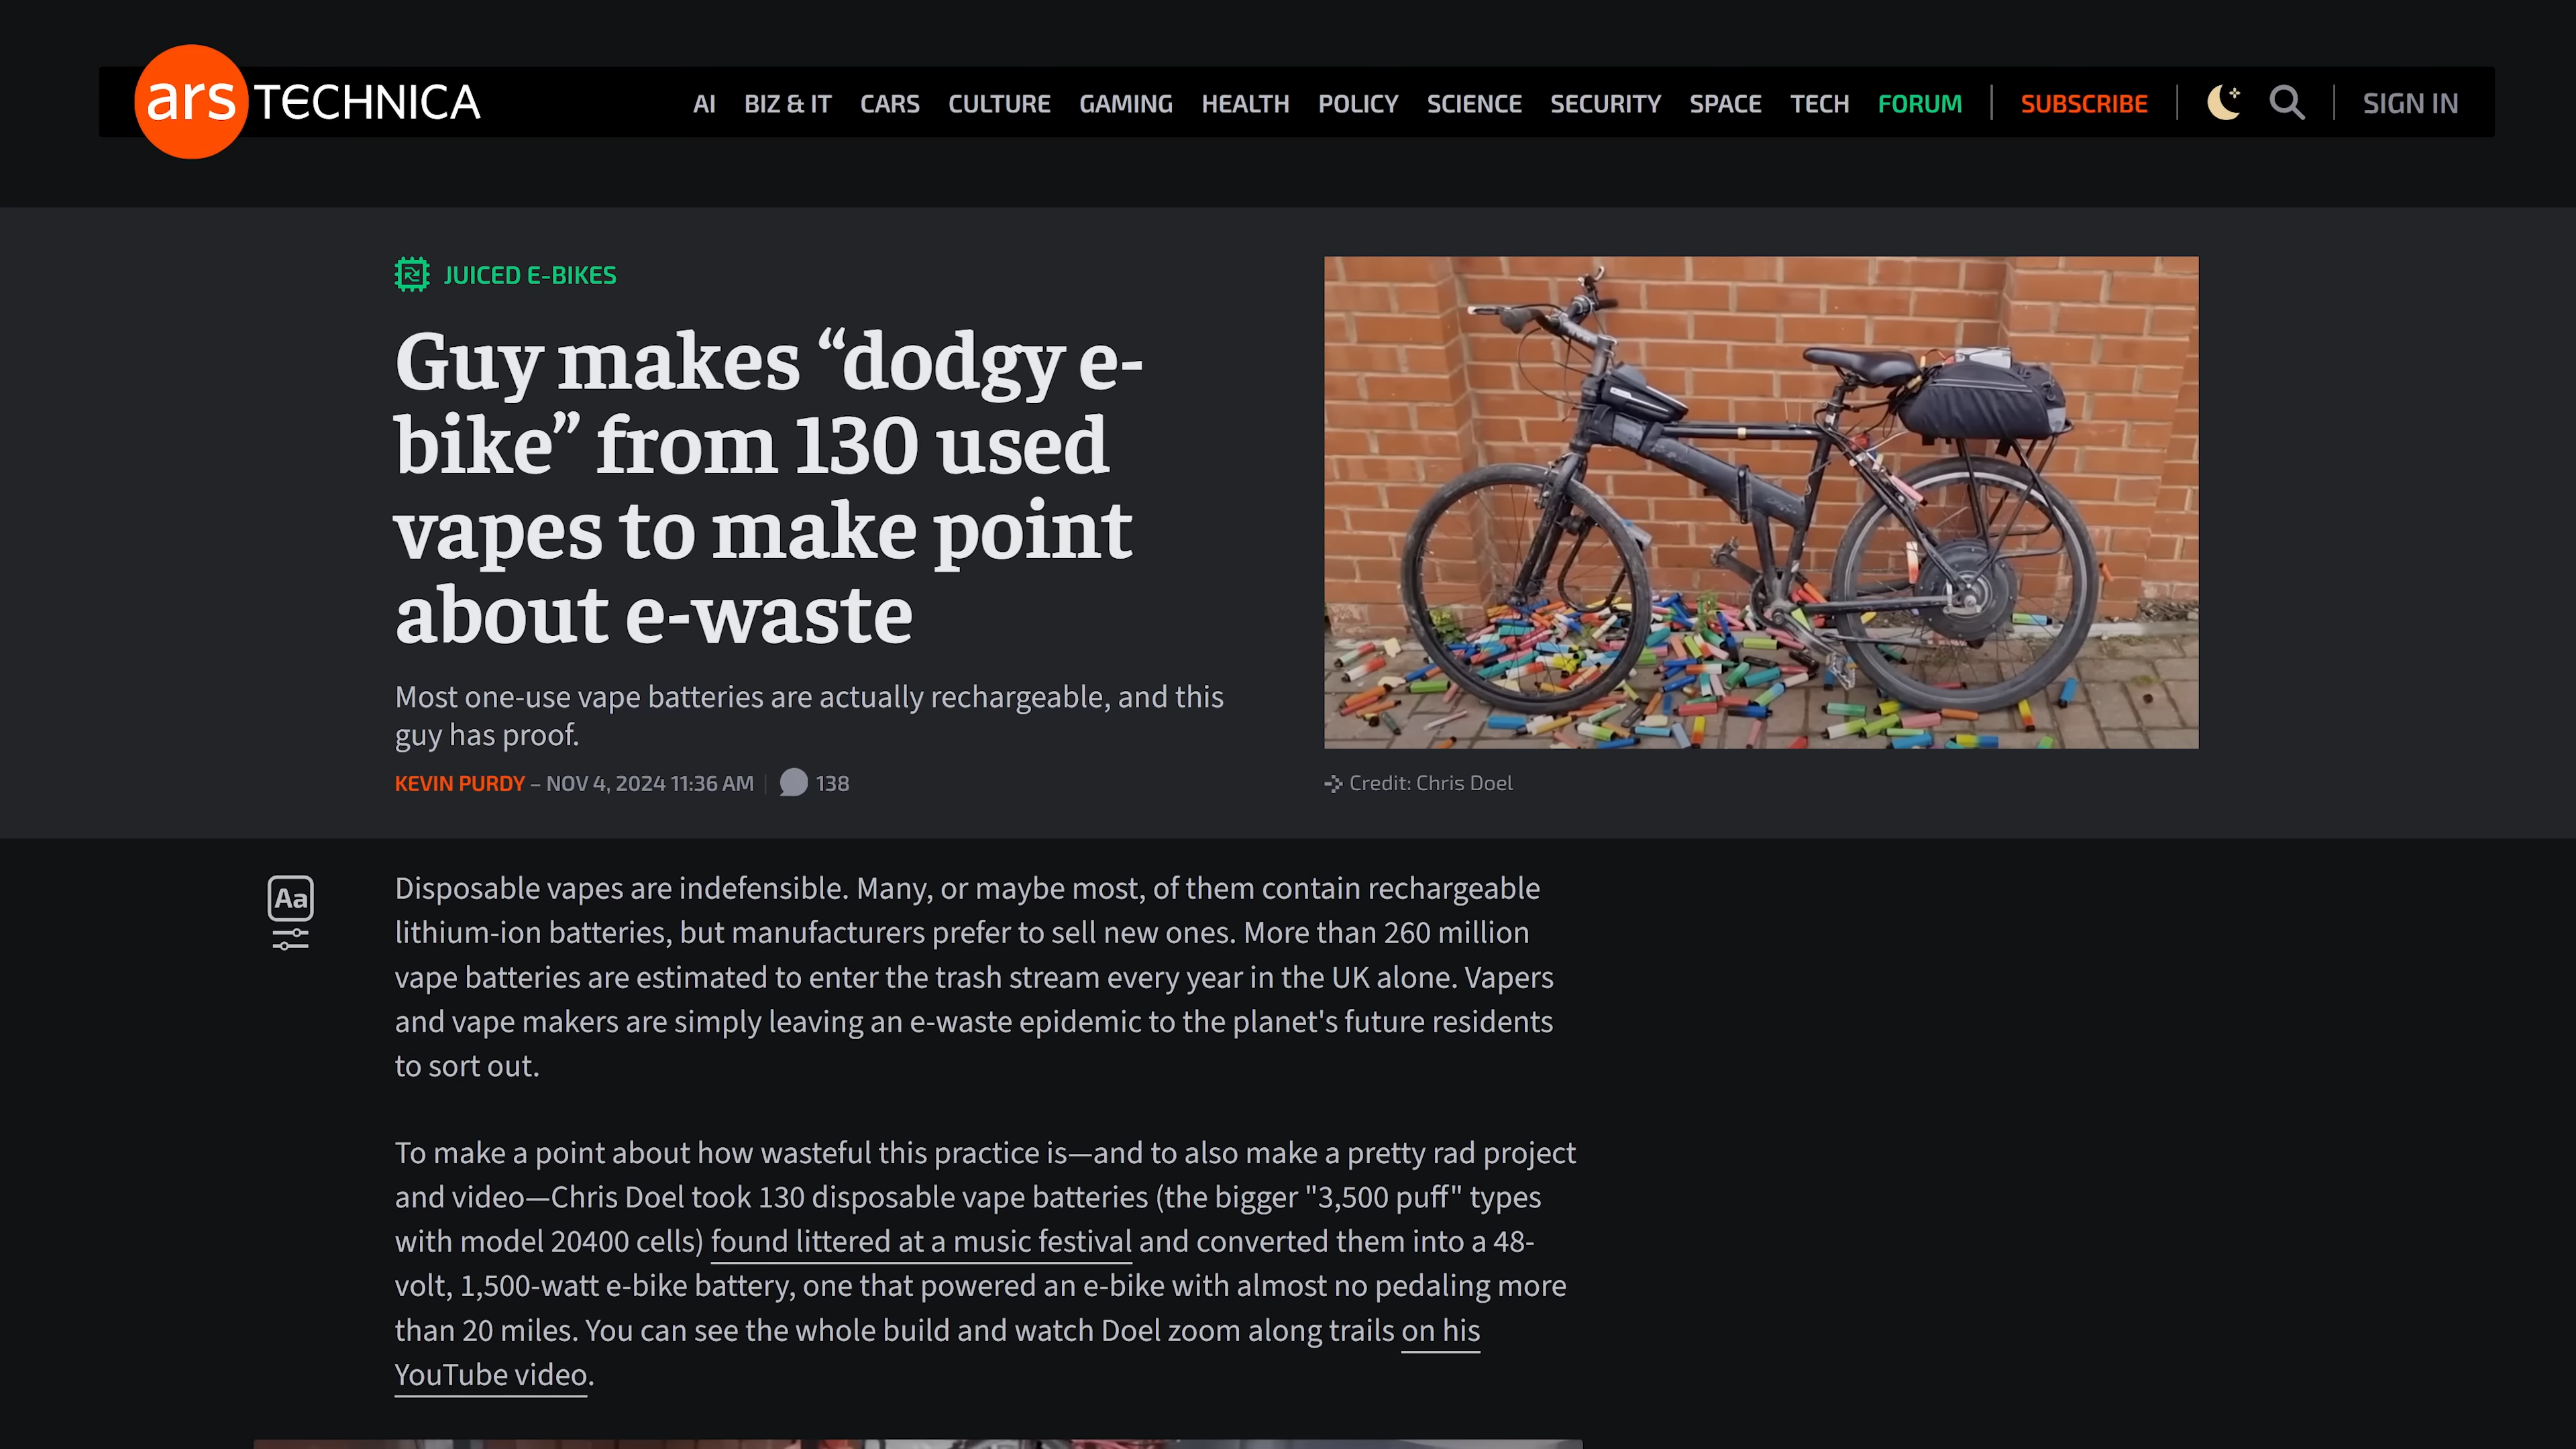 ars TECHNICA
AI BIZ & IT CARS CULTURE GAMING HEALTH POLICY SCIENCE SECURITY SPACE TECH FORUM SUBSCRIBE SIGN IN
JUICED E-BIKES
Guy makes “dodgy e-
bike” from 130 used
vapes to make point
about e-waste
Most one-use vape batteries are actually rechargeable, and this
guy has proof.
KEVIN PURDY – NOV 4, 2024 11:36 AM | 138
Credit: Chris Doel
Aa
Disposable vapes are indefensible. Many, or maybe most, of them contain rechargeable
lithium-ion batteries, but manufacturers prefer to sell new ones. More than 260 million
vape batteries are estimated to enter the trash stream every year in the UK alone. Vapers
and vape makers are simply leaving an e-waste epidemic to the planet's future residents
to sort out.
To make a point about how wasteful this practice is—and to also make a pretty rad project
and video—Chris Doel took 130 disposable vape batteries (the bigger "3,500 puff" types
with model 20400 cells) found littered at a music festival and converted them into a 48-
volt, 1,500-watt e-bike battery, one that powered an e-bike with almost no pedaling more
than 20 miles. You can see the whole build and watch Doel zoom along trails on his
YouTube video.